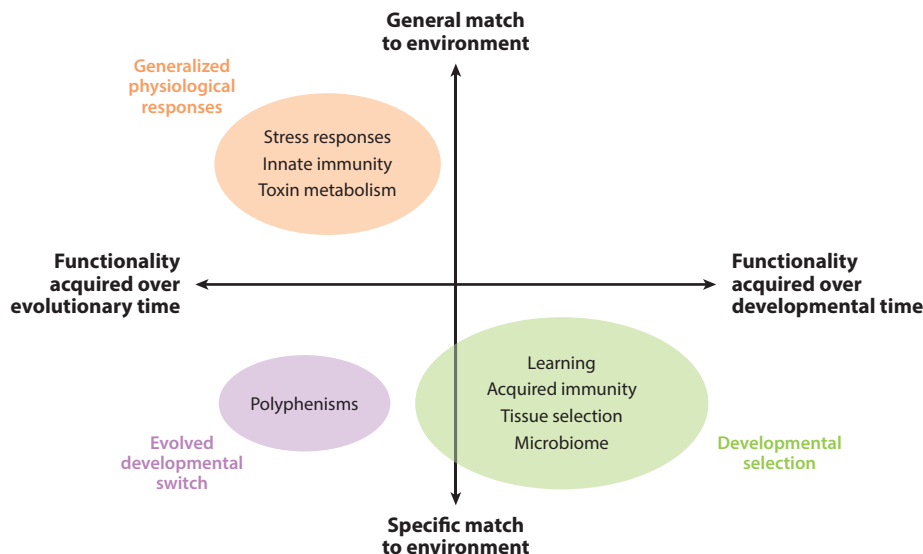 General match
to environment
Generalized
physiological
responses
Stress responses
Innate immunity
Toxin metabolism
Functionality
acquired over
evolutionary time
Functionality
acquired over
developmental time
Learning
Acquired immunity
Tissue selection
Microbiome
Polyphenisms
Evolved
developmental
switch
Developmental
selection
Specific match
to environment